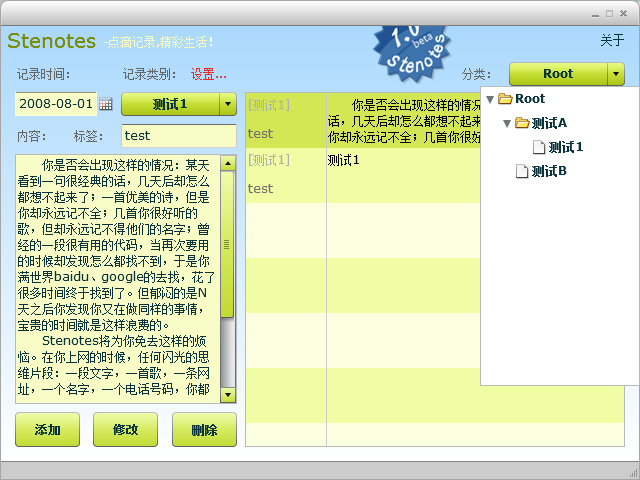 Stenotes -点滴记录,精彩生活!
1.0 beta Stenotes
关于
记录时间: 记录类别: 设置...
分类: Root
2008-08-01 测试1
内容: 标签: test
你是否会出现这样的情况：某天
看到一句很经典的话，几天后却怎么
都想不起来了；一首优美的诗，但是
你却永远记不全；几首你很好听的
歌，但却永远记不得他们的名字；曾
经的一段很有用的代码，当再次要用
的时候却发现怎么都找不到，于是你
满世界baidu、google的去找，花了
很多时间终于找到了。但郁闷的是N
天之后你发现你又在做同样的事情，
宝贵的时间就是这样浪费的。
Stenotes将为你免去这样的烦
恼。在你上网的时候，任何闪光的思
维片段：一段文字，一首歌，一条网
址，一个名字，一个电话号码，你都
添加 修改 删除
[测试1]
test
你是否会出现这样的情况
话，几天后却怎么都想不起来
你却永远记不全；几首你很好
[测试1]
test
测试1
Root
测试A
测试1
测试B